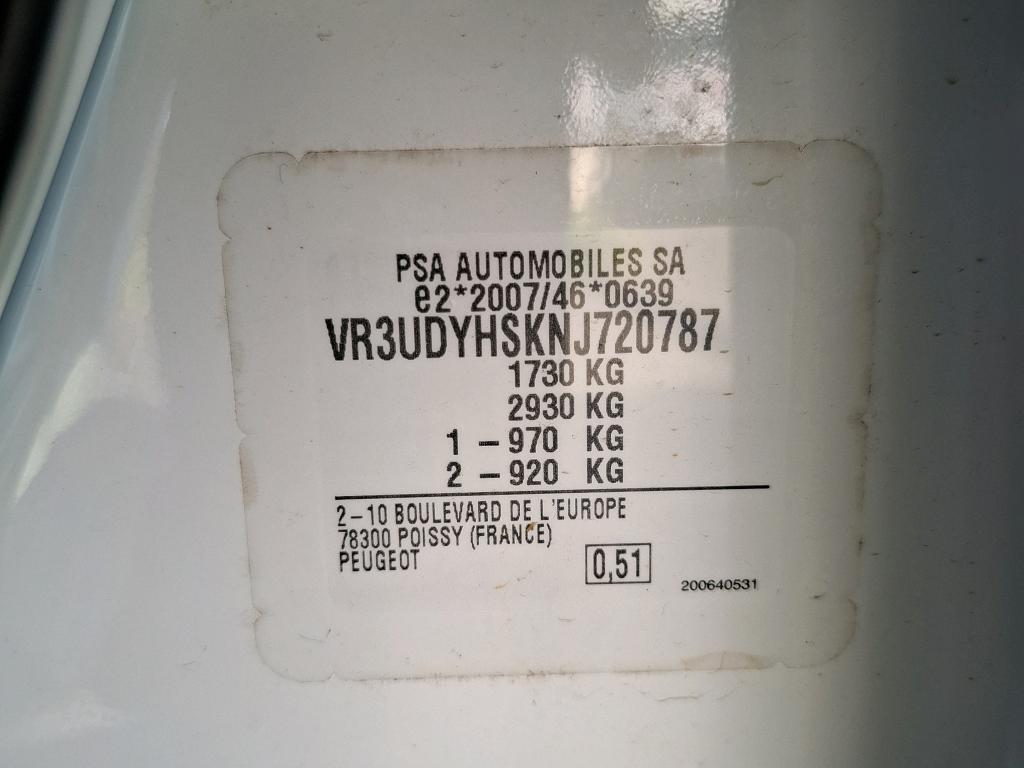 PSA AUTOMOBILES SA
e2*2007/46*0639
VR3UDYHSKNJ720787
1730 KG
2930 KG
1 – 970 KG
2 – 920 KG
2–10 BOULEVARD DE L'EUROPE
78300 POISSY (FRANCE)
PEUGEOT
0,51
200640531